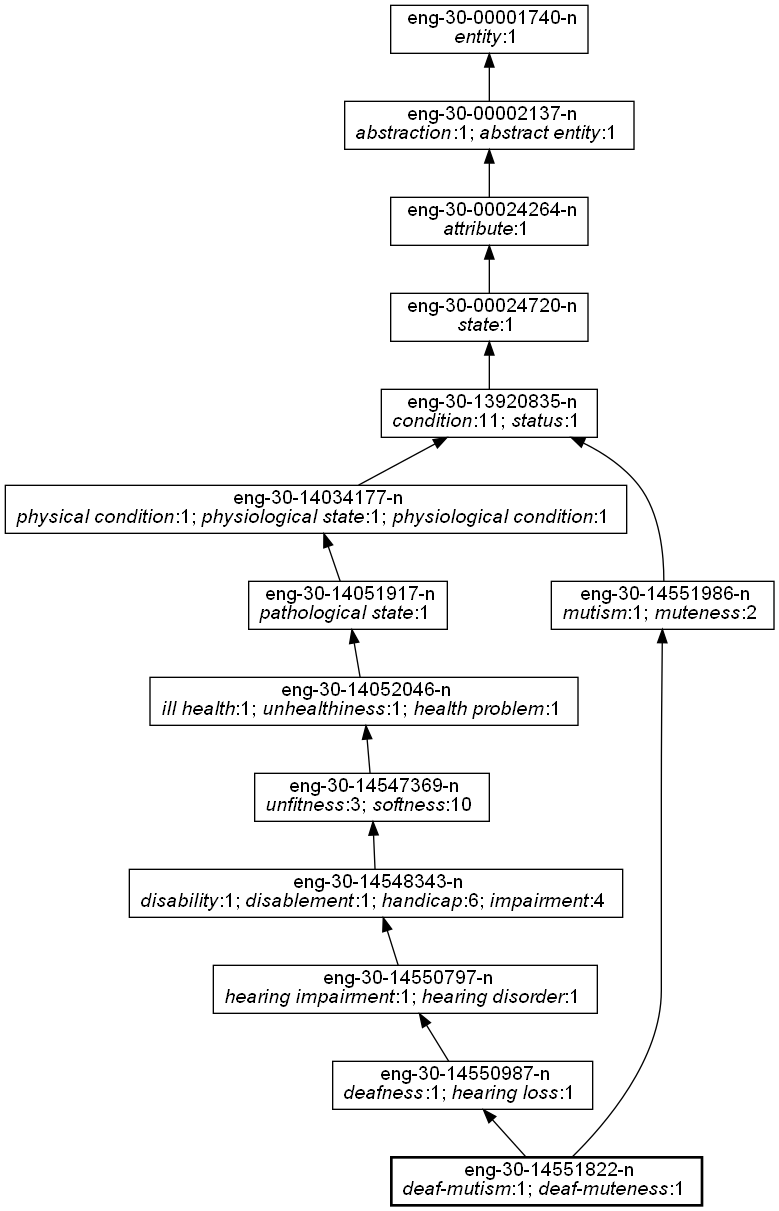 eng-30-00001740-n
entity:1
eng-30-00002137-n
abstraction:1; abstract entity:1
eng-30-00024264-n
attribute:1
eng-30-00024720-n
state:1
eng-30-13920835-n
condition:11; status:1
eng-30-14034177-n
physical condition:1; physiological state:1; physiological condition:1
eng-30-14051917-n
pathological state:1
eng-30-14551986-n
mutism:1; muteness:2
eng-30-14052046-n
ill health:1; unhealthiness:1; health problem:1
eng-30-14547369-n
unfitness:3; softness:10
eng-30-14548343-n
disability:1; disablement:1; handicap:6; impairment:4
eng-30-14550797-n
hearing impairment:1; hearing disorder:1
eng-30-14550987-n
deafness:1; hearing loss:1
eng-30-14551822-n
deaf-mutism:1; deaf-muteness:1